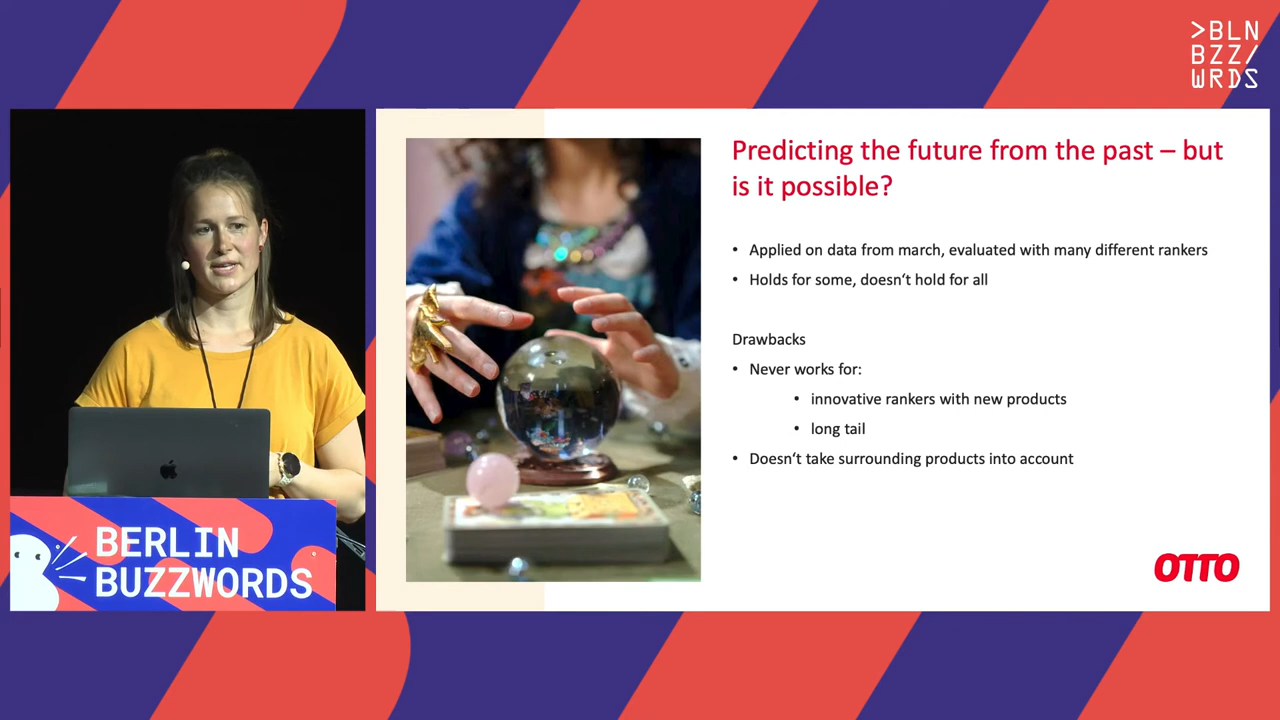 >BLN
BZZ/
WRDS
Predicting the future from the past – but
is it possible?
• Applied on data from march, evaluated with many different rankers
• Holds for some, doesn‘t hold for all
Drawbacks
• Never works for:
• innovative rankers with new products
• long tail
• Doesn‘t take surrounding products into account
OTTO
BERLIN
BUZZWORDS